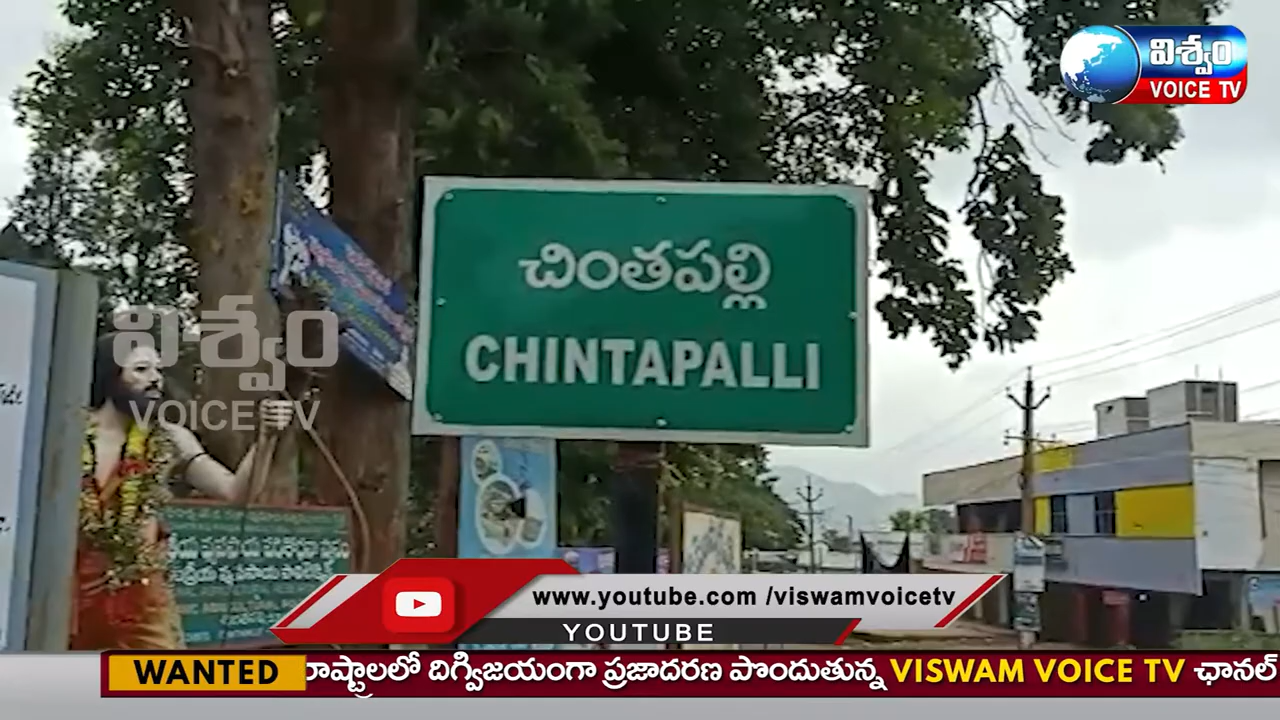 విశ్వం
VOICE TV
చింతపల్లి
CHINTAPALLI
విశ్వం
VOICE TV
www.youtube.com /viswamvoicetv
YOUTUBE
WANTED
రాష్ట్రాలలో దిగ్విజయంగా ప్రజాదరణ పొందుతున్న VISWAM VOICE TV ఛానల్